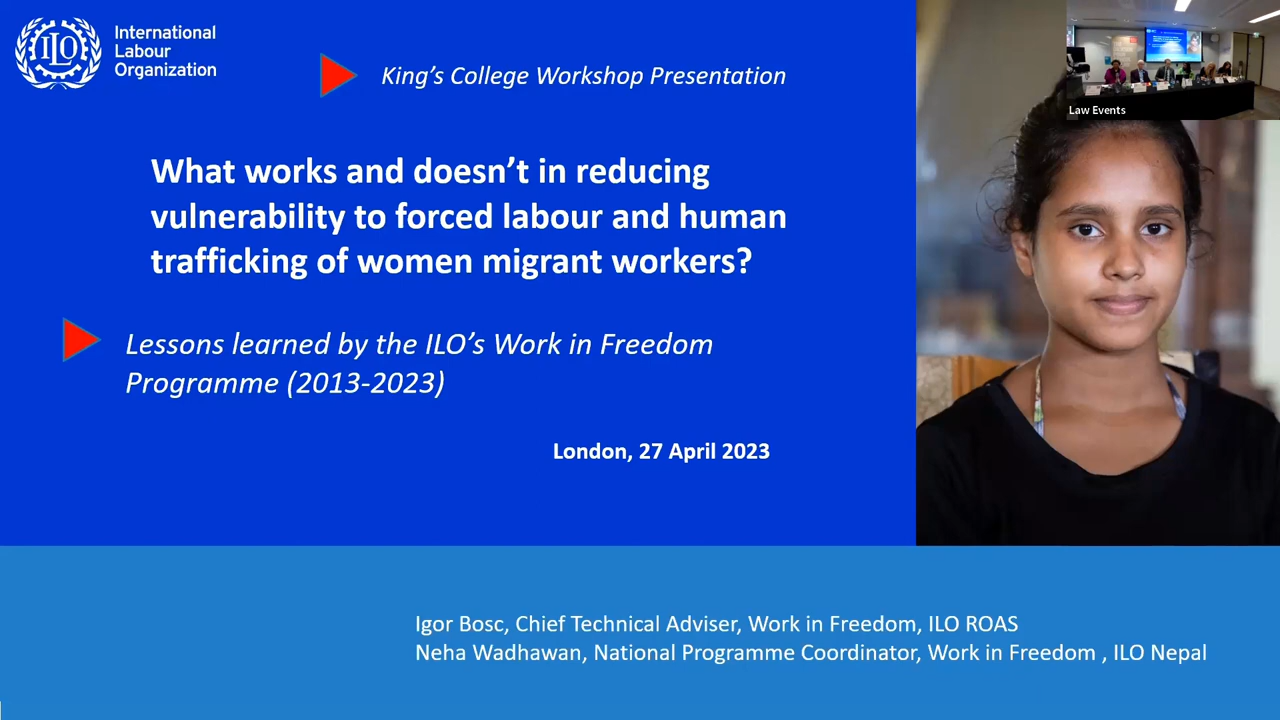 International
Labour
Organization
King's College Workshop Presentation
Law Events
What works and doesn't in reducing
vulnerability to forced labour and human
trafficking of women migrant workers?
Lessons learned by the ILO's Work in Freedom
Programme (2013-2023)
London, 27 April 2023
Igor Bosc, Chief Technical Adviser, Work in Freedom, ILO ROAS
Neha Wadhawan, National Programme Coordinator, Work in Freedom , ILO Nepal